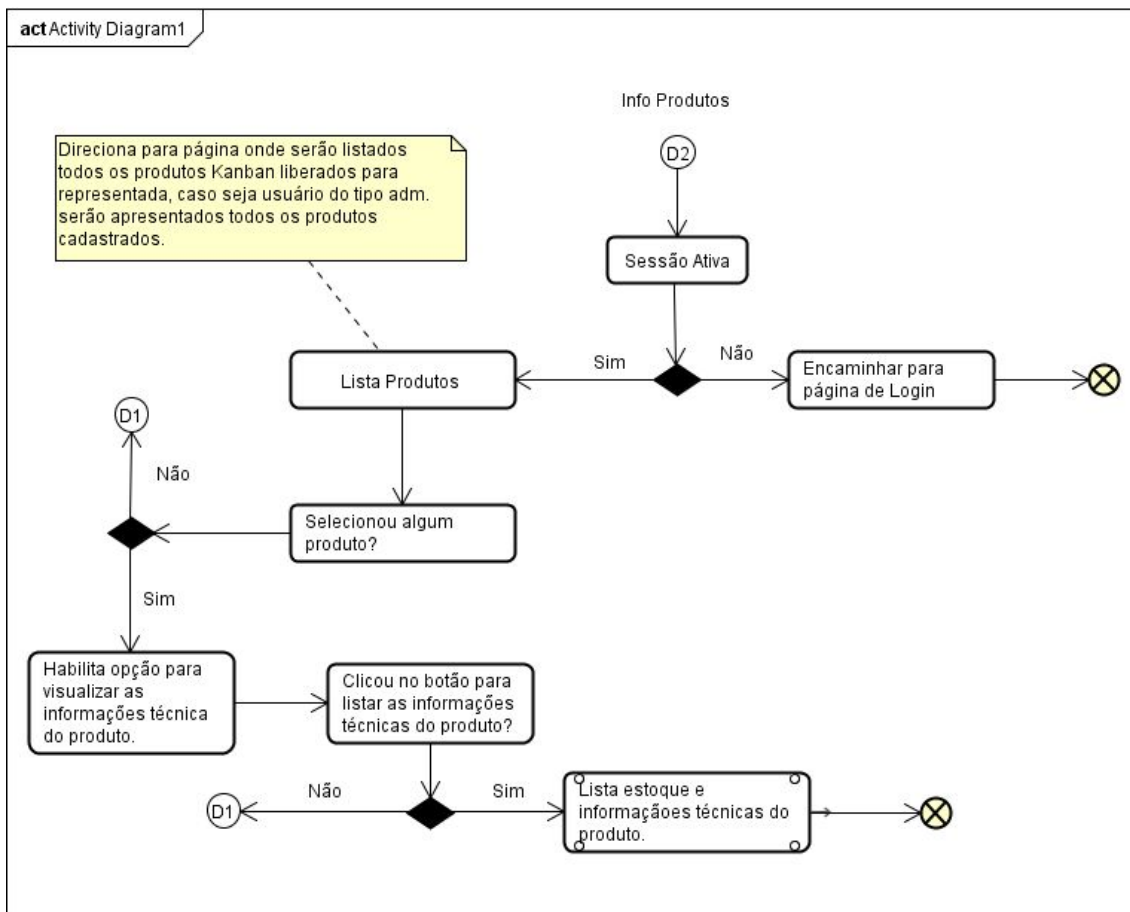 act Activity Diagram1
Info Produtos
Direciona para página onde serão listados
todos os produtos Kanban liberados para
representada, caso seja usuário do tipo adm.
serão apresentados todos os produtos
cadastrados.
D2
Sessão Ativa
Sim
Não
Lista Produtos
Encaminhar para
página de Login
D1
Não
Selecionou algum
produto?
Sim
Habilita opção para
visualizar as
informações técnica
do produto.
Clicou no botão para
listar as informações
técnicas do produto?
D1
Não
Sim
Lista estoque e
informaçãoes técnicas do
produto.